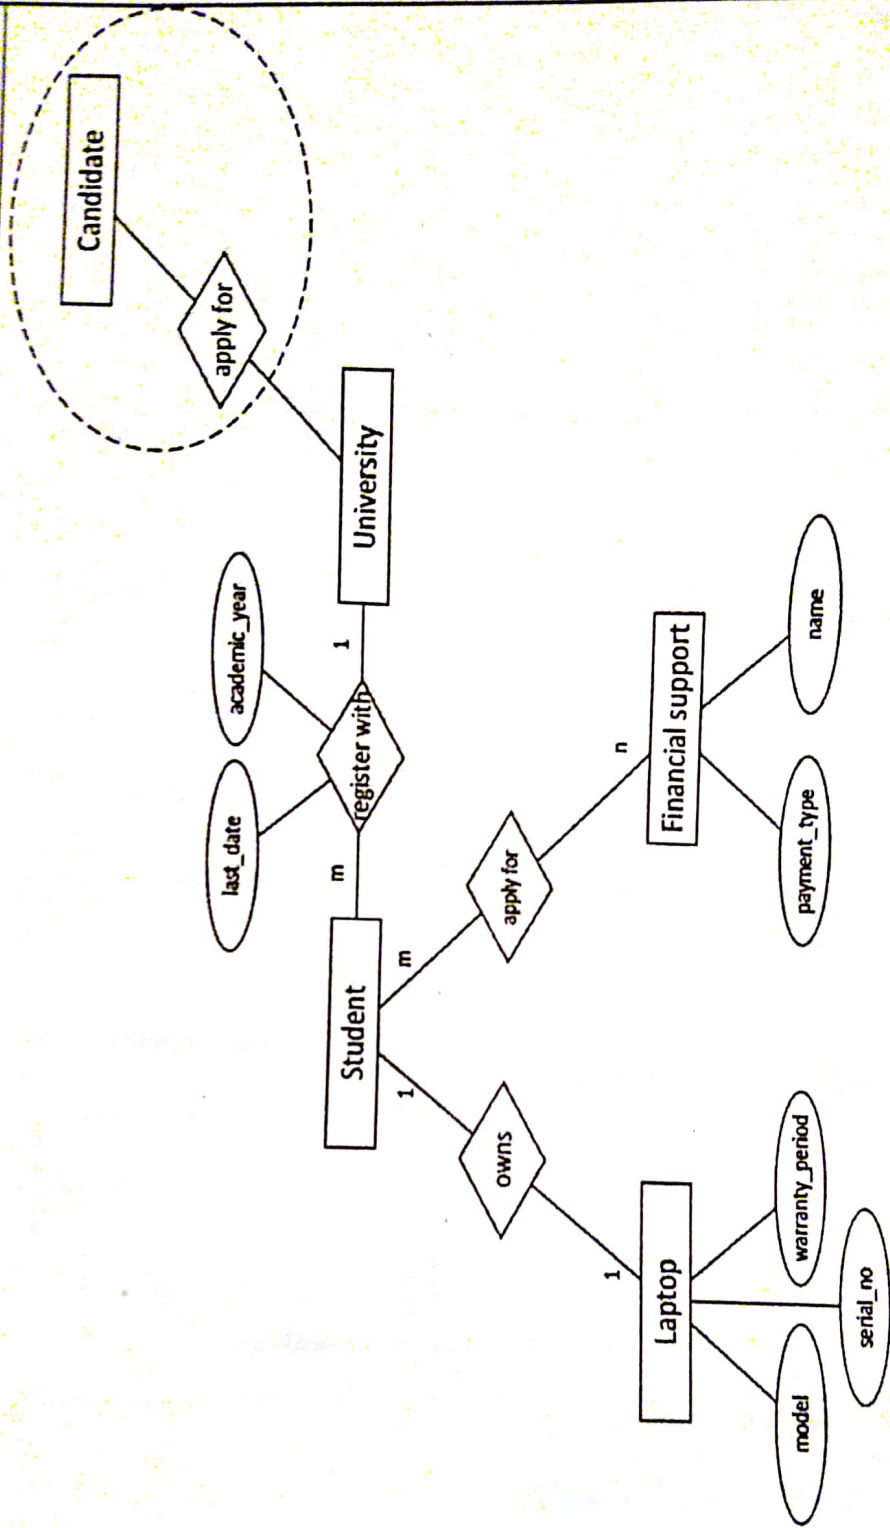 Candidate
apply for
University
academic_year
last_date
1
register with
m
Student
m
apply for
n
Financial support
name
payment_type
1
owns
1
Laptop
warranty_period
serial_no
model